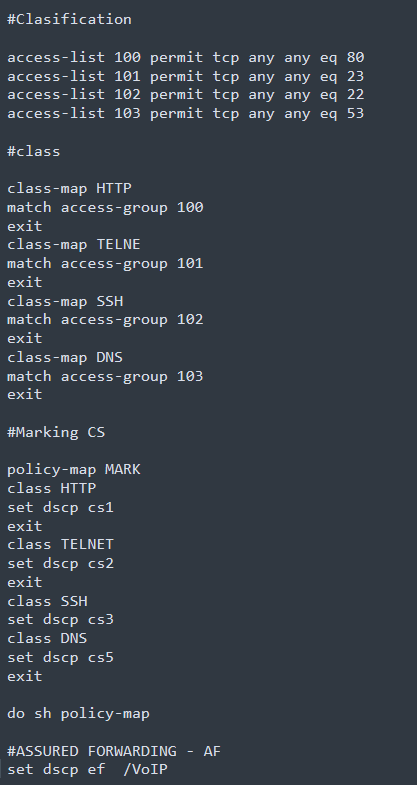 #Clasification
access-list 100 permit tcp any any eq 80
access-list 101 permit tcp any any eq 23
access-list 102 permit tcp any any eq 22
access-list 103 permit tcp any any eq 53
#class
class-map HTTP
match access-group 100
exit
class-map TELNE
match access-group 101
exit
class-map SSH
match access-group 102
exit
class-map DNS
match access-group 103
exit
#Marking CS
policy-map MARK
class HTTP
set dscp cs1
exit
class TELNET
set dscp cs2
exit
class SSH
set dscp cs3
class DNS
set dscp cs5
exit
do sh policy-map
#ASSURED FORWARDING - AF
set dscp ef  /VoIP